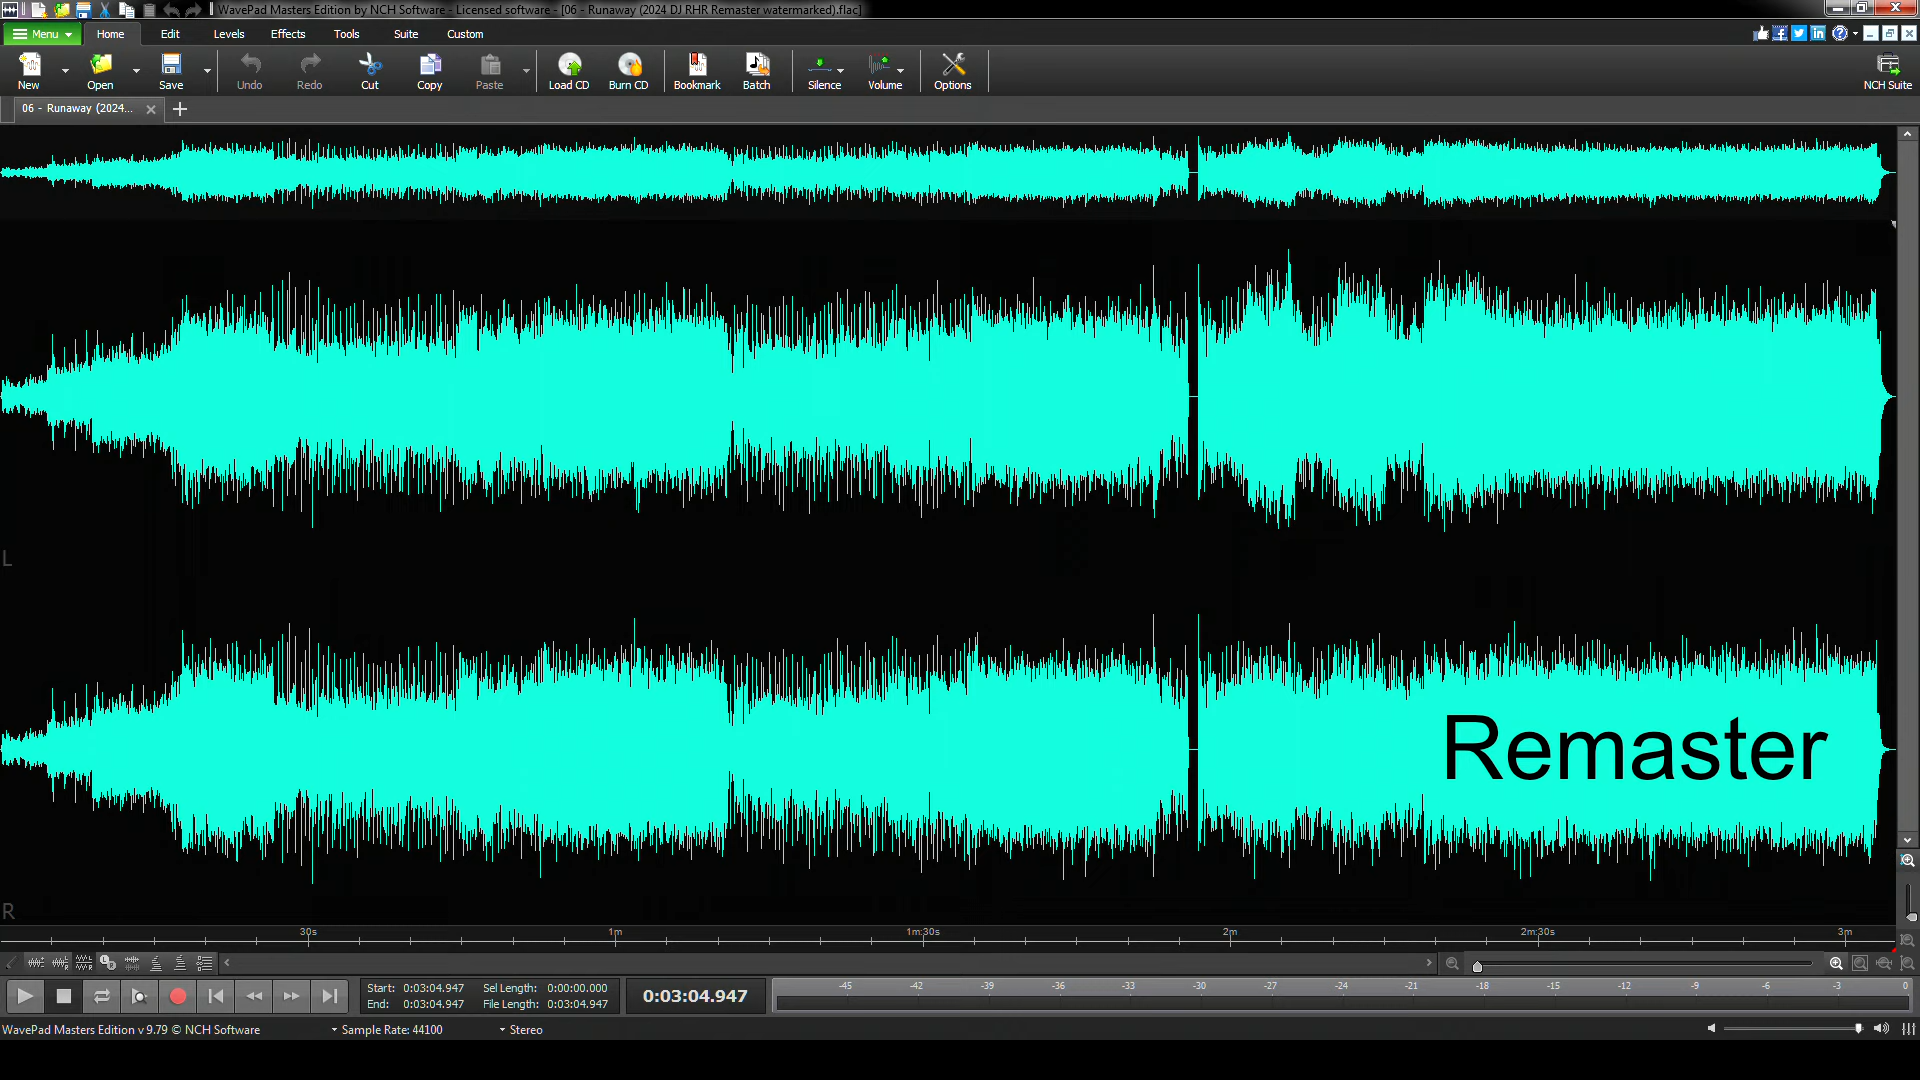 WavePad Masters Edition by NCH Software - Licensed software - [06 - Runaway (2024 DJ RHR Remaster watermarked).flac]
Menu Home Edit Levels Effects Tools Suite Custom
New Open Save Undo Redo Cut Copy Paste Load CD Burn CD Bookmark Batch Silence Volume Options NCH Suite
06 - Runaway (2024...
L
Remaster
R
30s 1m 1m:30s 2m 2m:30s 3m
Start: 0:03:04.947 Sel Length: 0:00:00.000
End: 0:03:04.947 File Length: 0:03:04.947
0:03:04.947
-45 -42 -39 -36 -33 -30 -27 -24 -21 -18 -15 -12 -9 -6 -3 0
WavePad Masters Edition v 9.79 © NCH Software Sample Rate: 44100 Stereo